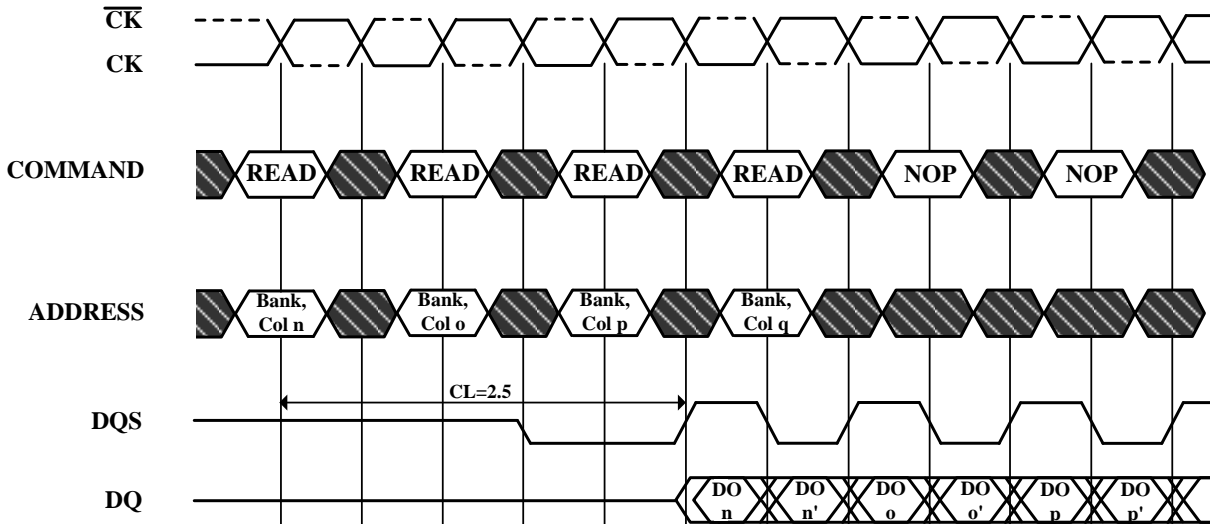 CK
CK
COMMAND READ READ READ READ NOP NOP
ADDRESS Bank, Col n Bank, Col o Bank, Col p Bank, Col q
CL=2.5
DQS
DQ DO n DO n' DO o DO o' DO p DO p'